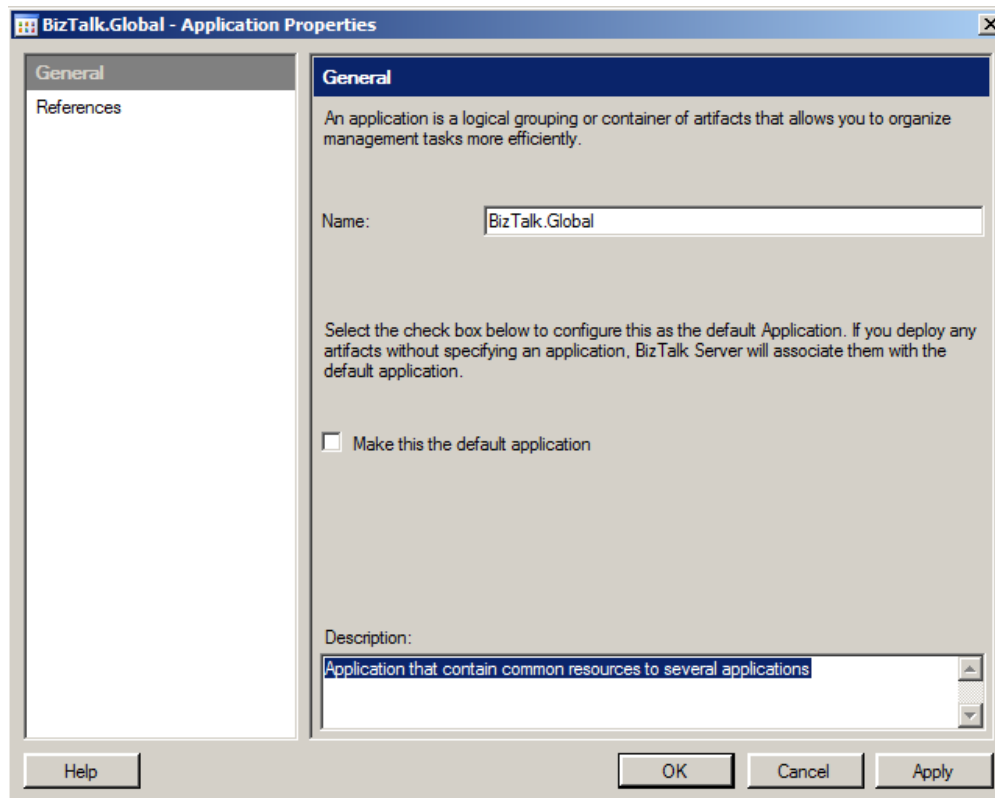 BizTalk.Global - Application Properties
General
References
General
An application is a logical grouping or container of artifacts that allows you to organize
management tasks more efficiently.
Name:
BizTalk.Global
Select the check box below to configure this as the default Application. If you deploy any
artifacts without specifying an application, BizTalk Server will associate them with the
default application.
Make this the default application
Description:
Application that contain common resources to several applications
Help
OK
Cancel
Apply